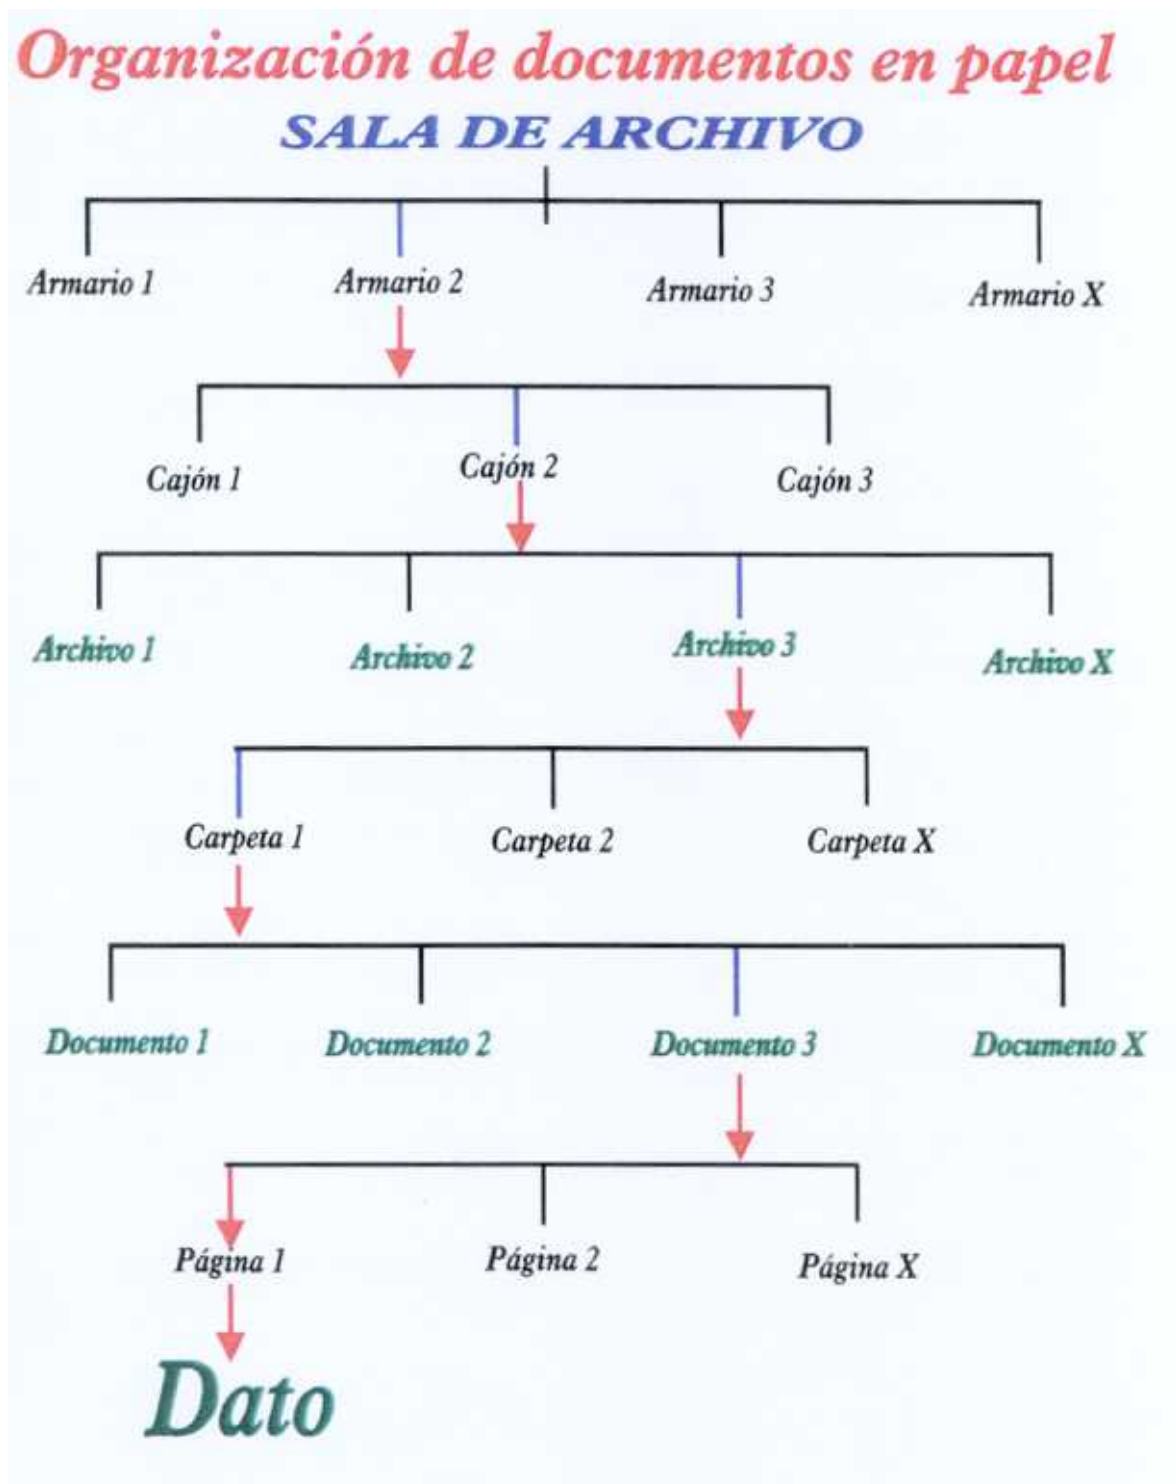 Organización de documentos en papel
SALA DE ARCHIVO
Armario 1 Armario 2 Armario 3 Armario X
Cajón 1 Cajón 2 Cajón 3
Archivo 1 Archivo 2 Archivo 3 Archivo X
Carpeta 1 Carpeta 2 Carpeta X
Documento 1 Documento 2 Documento 3 Documento X
Página 1 Página 2 Página X
Dato